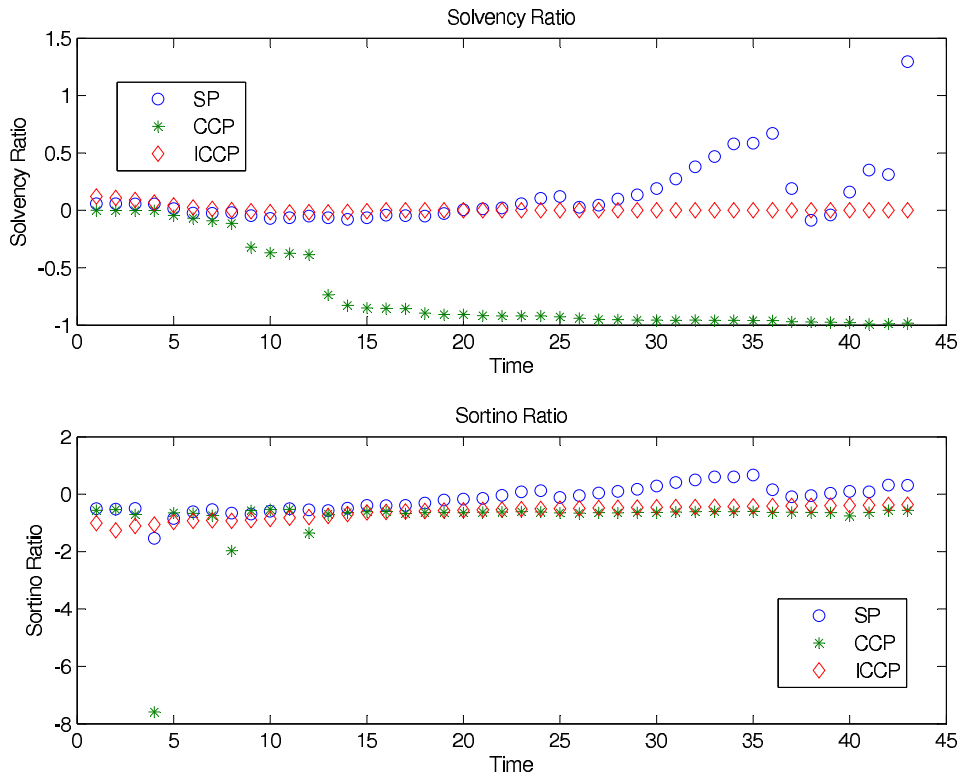 Solvency Ratio
1.5
1
0.5
0
-0.5
-1
Solvency Ratio
SP
CCP
ICCP
0 5 10 15 20 25 30 35 40 45
Time
Sortino Ratio
2
0
-2
-4
-6
-8
Sortino Ratio
SP
CCP
ICCP
0 5 10 15 20 25 30 35 40 45
Time